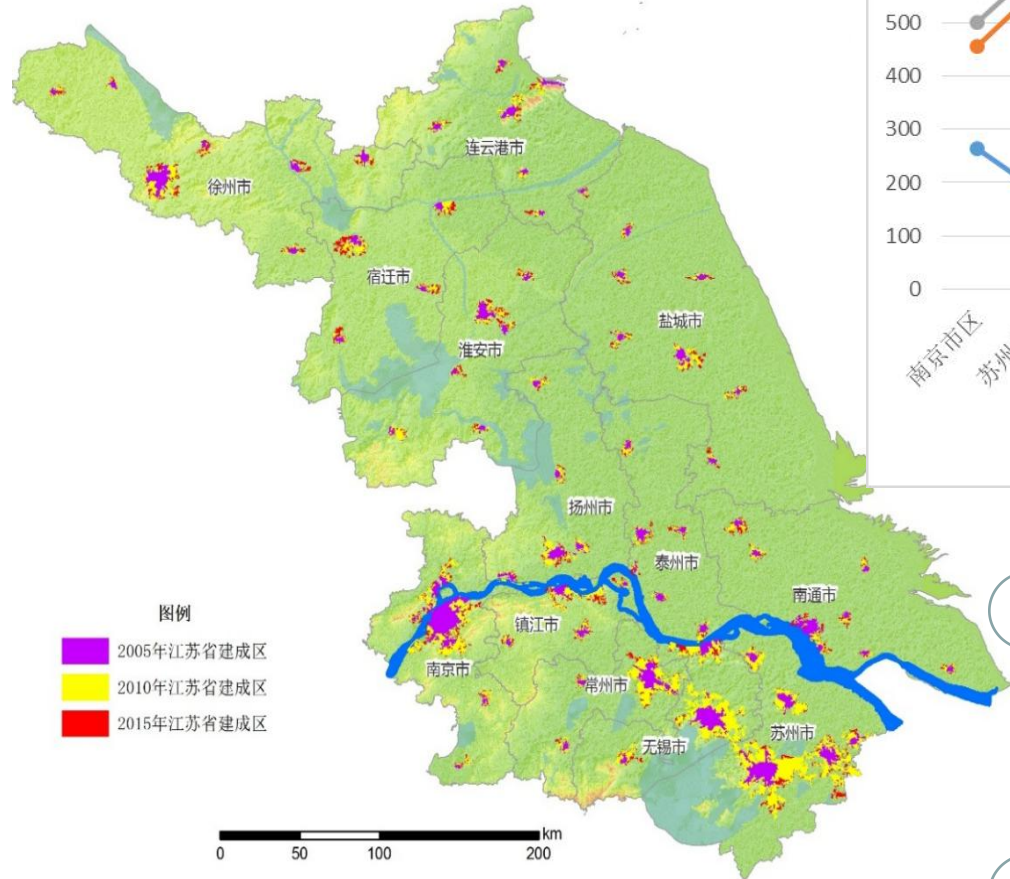 500
400
300
200
100
0
南京市区
苏州
连云港市
徐州市
宿迁市
淮安市
盐城市
扬州市
泰州市
南通市
镇江市
南京市
常州市
无锡市
苏州市
图例
2005年江苏省建成区
2010年江苏省建成区
2015年江苏省建成区
km
0 50 100 200